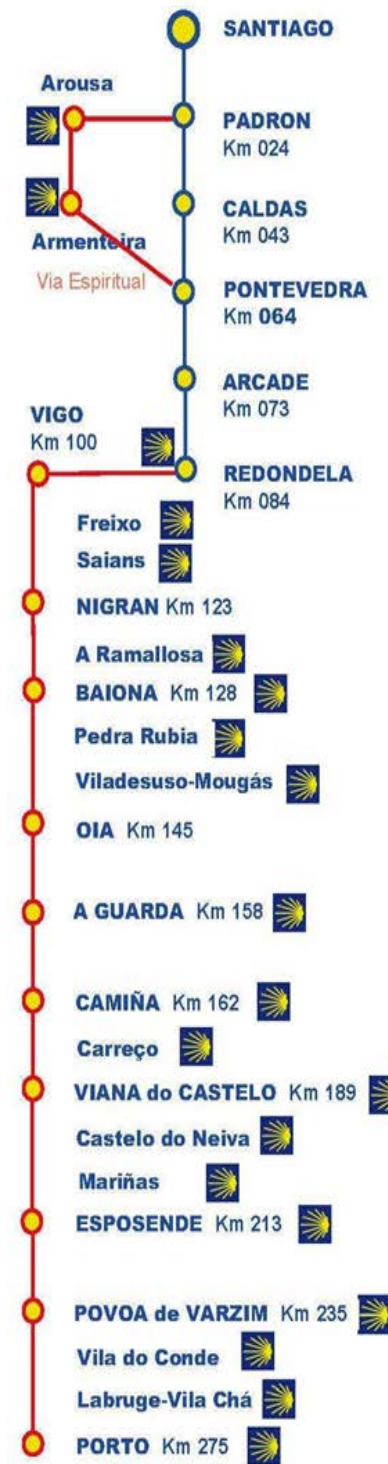 SANTIAGO
Arousa
PADRON
Km 024
CALDAS
Km 043
Armenteira
Via Espiritual
PONTEVEDRA
Km 064
ARCADE
Km 073
VIGO
Km 100
REDONDELA
Km 084
Freixo
Saians
NIGRAN Km 123
A Ramallosa
BAIONA Km 128
Pedra Rubia
Viladesuso-Mougás
OIA Km 145
A GUARDA Km 158
CAMIÑA Km 162
Carreço
VIANA do CASTELO Km 189
Castelo do Neiva
Mariñas
ESPOSENDE Km 213
POVOA de VARZIM Km 235
Vila do Conde
Labruge-Vila Chá
PORTO Km 275